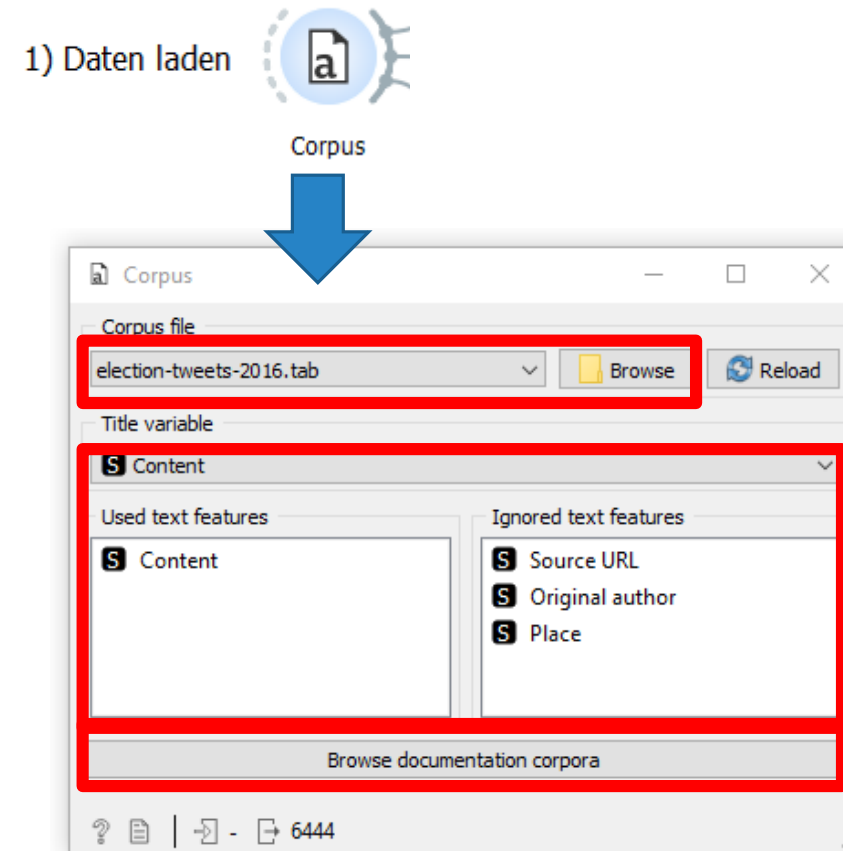 1) Daten laden
a
Corpus
a Corpus
Corpus file
election-tweets-2016.tab Browse Reload
Title variable
S Content
Used text features Ignored text features
S Content S Source URL
S Original author
S Place
Browse documentation corpora
? - 6444